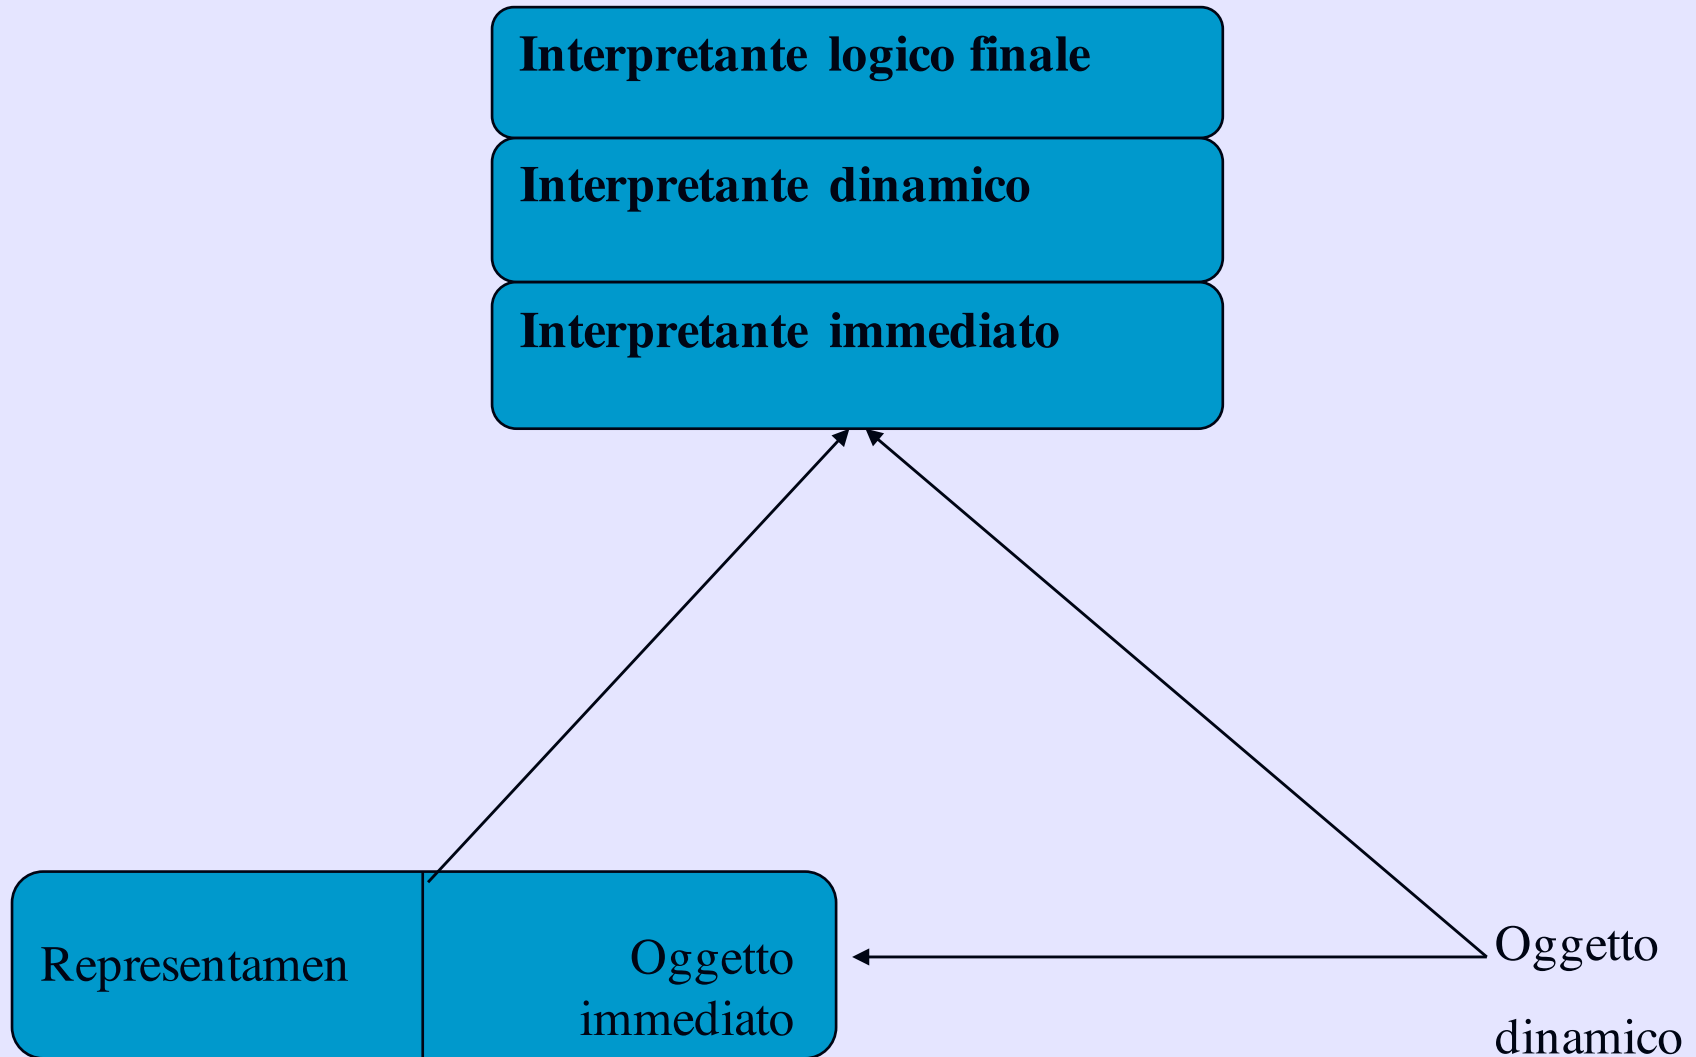 Interpretante logico finale
Interpretante dinamico
Interpretante immediato
Representamen
Oggetto
immediato
Oggetto
dinamico